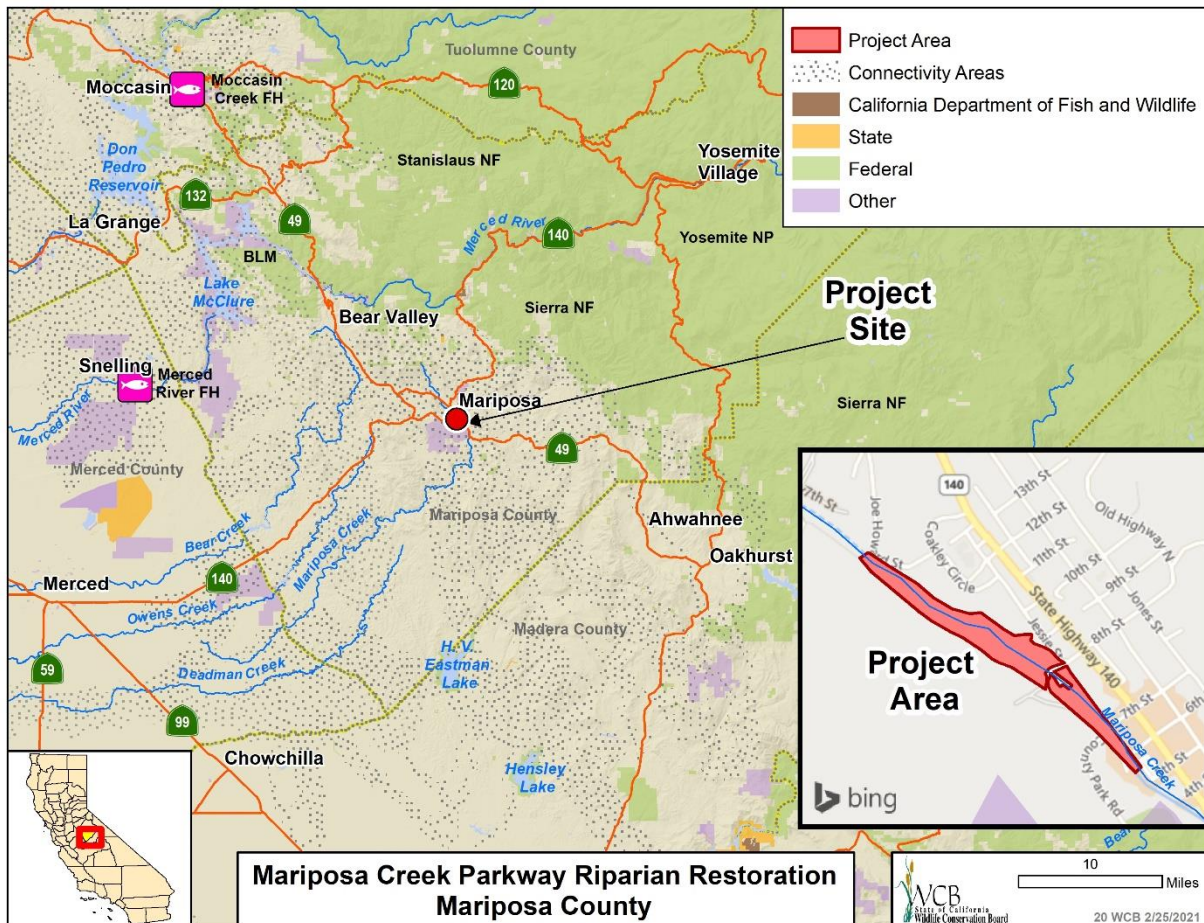 Tuolumne County
Moccasin
Moccasin
Creek FH
120
Don
Pedro
Reservoir
Stanislaus NF
Yosemite
Village
132
La Grange
49
Merced River
140
Yosemite NP
BLM
Lake
McClure
Sierra NF
Bear Valley
Project
Site
Snelling
Merced
River FH
Mariposa
Sierra NF
Merced River
49
Merced County
Mariposa County
Ahwahnee
Oakhurst
Bear Creek
Mariposa Creek
Merced
140
Owens Creek
Madera County
Deadman Creek
H. V.
Eastman
Lake
59
99
Chowchilla
Hensley
Lake
Project Area
Connectivity Areas
California Department of Fish and Wildlife
State
Federal
Other
140
Joe Howard St
13th St
12th St
Old Highway N
Coakley Circle
11th St
10th St
9th St
Jones St
State Highway 140
Jessie St
8th St
Project
Area
7th St
6th
Mariposa Creek
County Park Rd
4th
bing
Mariposa Creek Parkway Riparian Restoration
Mariposa County
WCB
State of California
Wildlife Conservation Board
10
Miles
20 WCB 2/25/2021